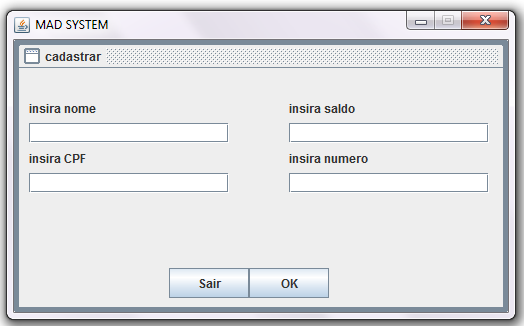 MAD SYSTEM
cadastrar
insira nome
insira saldo
insira CPF
insira numero
Sair
OK